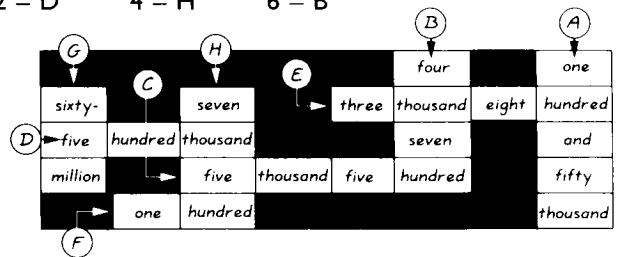 2 = D 4 = H 6 = B
B A
G H four one
C E
sixty- seven three thousand eight hundred
D five hundred thousand seven and
million five thousand five hundred fifty
one hundred thousand
F